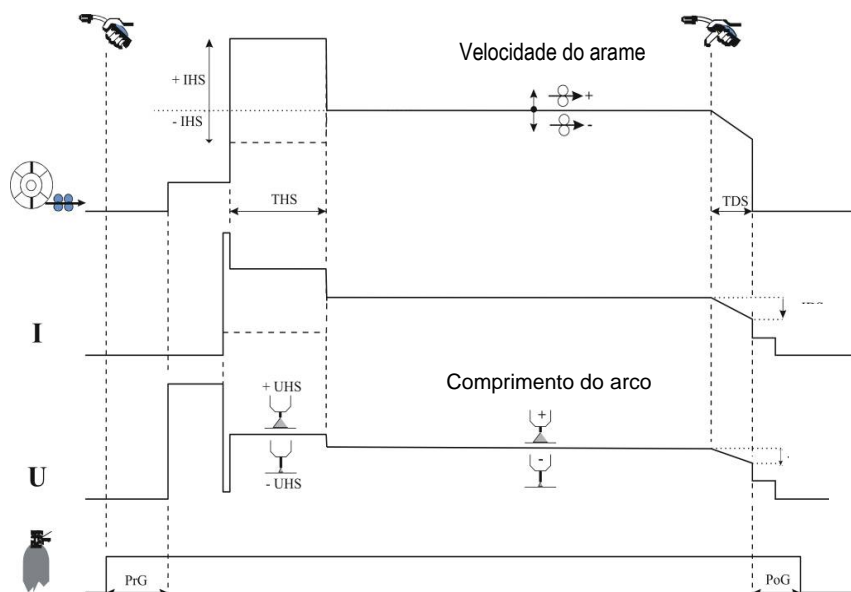 Velocidade do arame
+ IHS
- IHS
+
-
THS
TDS
I
Comprimento do arco
+ UHS
+
-
- UHS
U
PrG
PoG